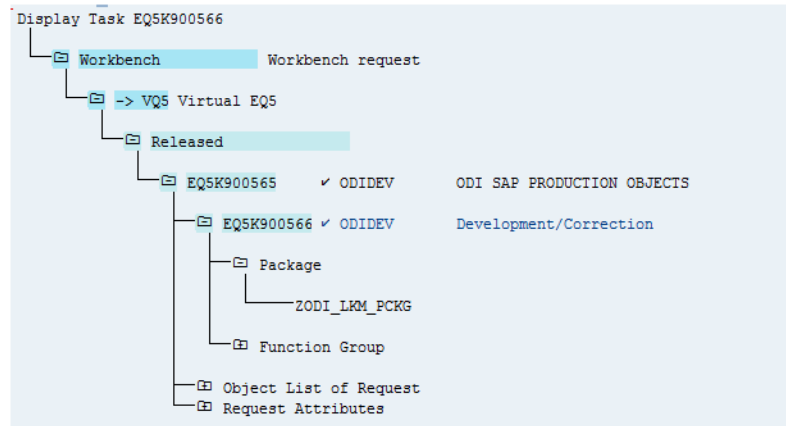 Display Task EQ5K900566
Workbench Workbench request
-> VQ5 Virtual EQ5
Released
EQ5K900565 ✔ ODIDEV ODI SAP PRODUCTION OBJECTS
EQ5K900566 ✔ ODIDEV Development/Correction
Package
ZODI_LKM_PCKG
Function Group
Object List of Request
Request Attributes